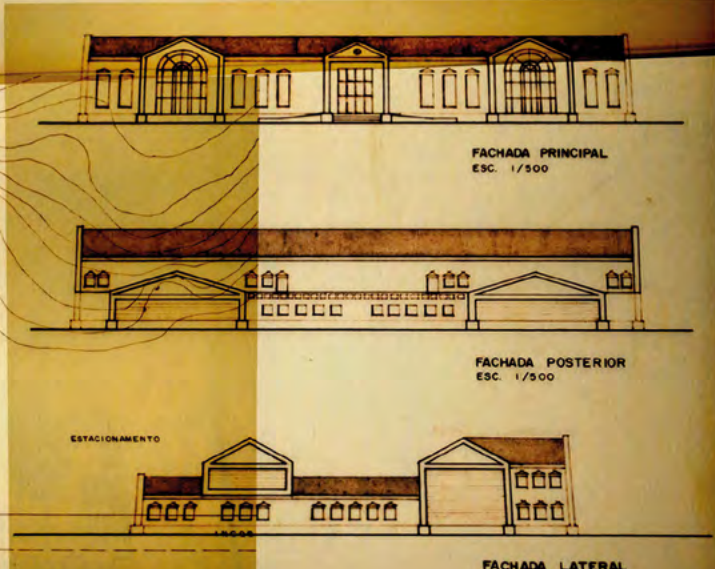 FACHADA PRINCIPAL
ESC. 1/500
FACHADA POSTERIOR
ESC. 1/500
ESTACIONAMENTO
FACHADA LATERAL